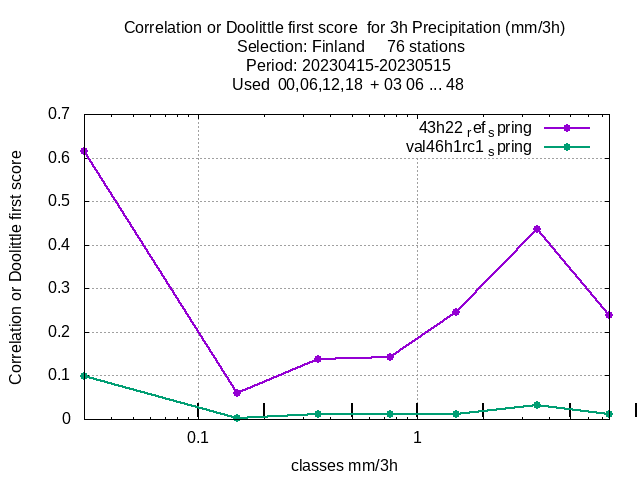 Correlation or Doolittle first score  for 3h Precipitation (mm/3h)
Selection: Finland     76 stations
Period: 20230415-20230515
Used  00,06,12,18  + 03 06 ... 48
43h22 ref spring
val46h1rc1 spring
Correlation or Doolittle first score
0.7
0.6
0.5
0.4
0.3
0.2
0.1
0
0.1
1
classes mm/3h